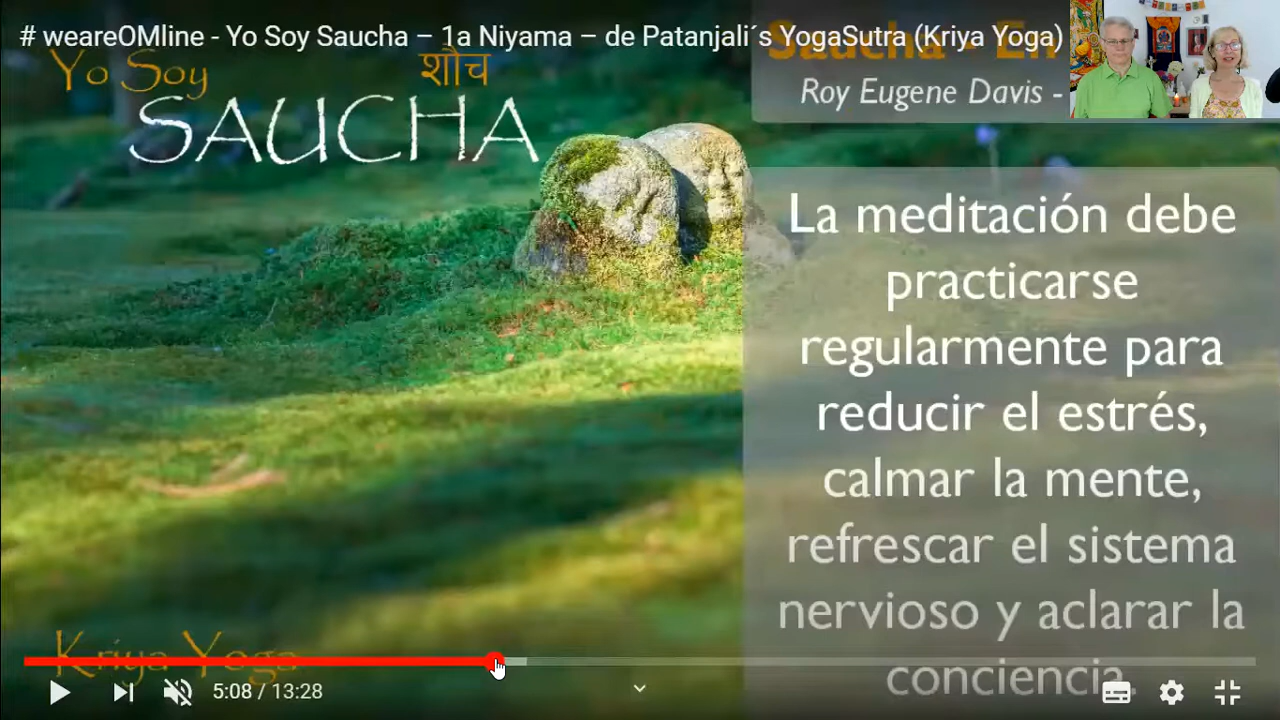 # weareOMline - Yo Soy Saucha – 1a Niyama – de Patanjali´s YogaSutra (Kriya Yoga)
Yo Soy
शौच
SAUCHA
Saucha - En
Roy Eugene Davis -
La meditación debe
practicarse
regularmente para
reducir el estrés,
calmar la mente,
refrescar el sistema
nervioso y aclarar la
conciencia.
Kriya Yoga
5:08 / 13:28